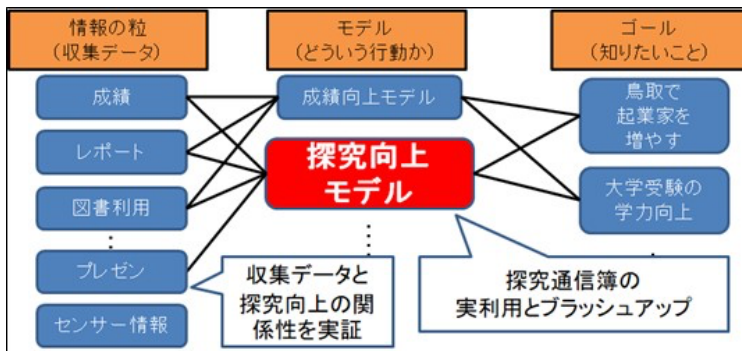 情報の粒
（収集データ）
モデル
（どういう行動か）
ゴール
（知りたいこと）
成績
レポート
図書利用
⋮
プレゼン
センサー情報
成績向上モデル
探究向上
モデル
鳥取で
起業家を
増やす
大学受験の
学力向上
収集データと
探究向上の関
係性を実証
探究通信簿の
実利用とブラッシュアップ